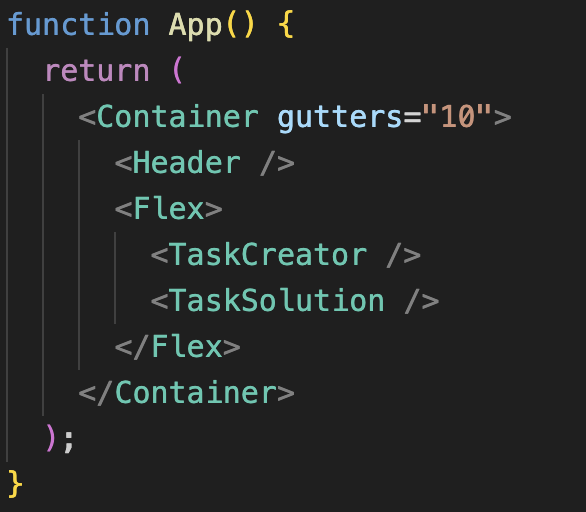 function App() {
  return (
    <Container gutters="10">
      <Header />
      <Flex>
        <TaskCreator />
        <TaskSolution />
      </Flex>
    </Container>
  );
}